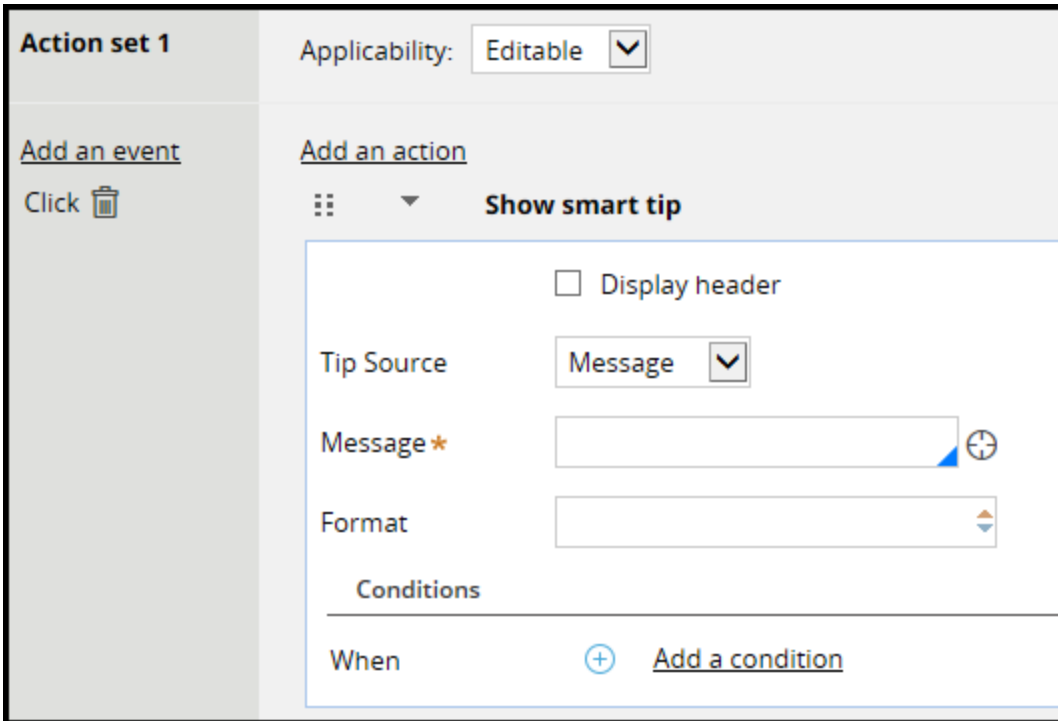 Action set 1
Applicability: Editable
Add an event
Add an action
Click
Show smart tip
Display header
Tip Source Message
Message*
Format
Conditions
When Add a condition